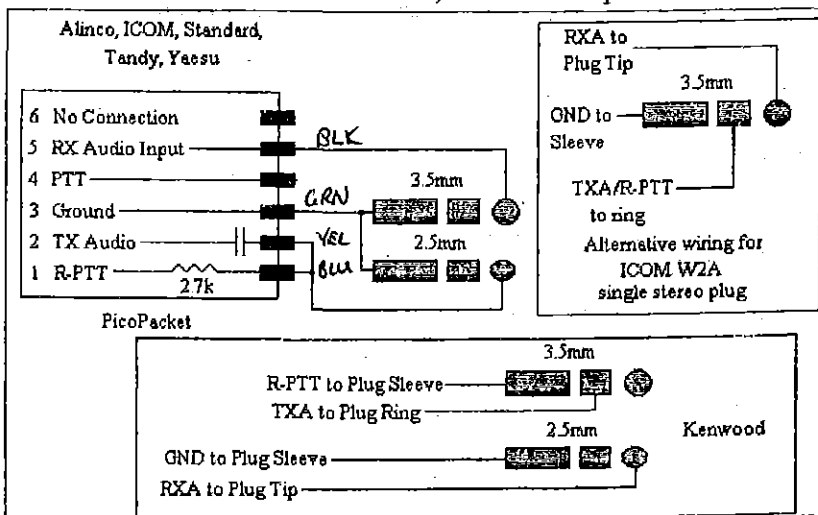 Alinco, ICOM, Standard,
Tandy, Yaesu
6 No Connection
5 RX Audio Input
BLK
4 PTT
3 Ground
GRN
2 TX Audio
YEL
1 R-PTT
BLU
2.7k
3.5mm
2.5mm
PicoPacket
RXA to
Plug Tip
3.5mm
GND to
Sleeve
TXA/R-PTT
to ring
Alternative wiring for
ICOM W2A
single stereo plug
3.5mm
R-PTT to Plug Sleeve
TXA to Plug Ring
2.5mm
Kenwood
GND to Plug Sleeve
RXA to Plug Tip